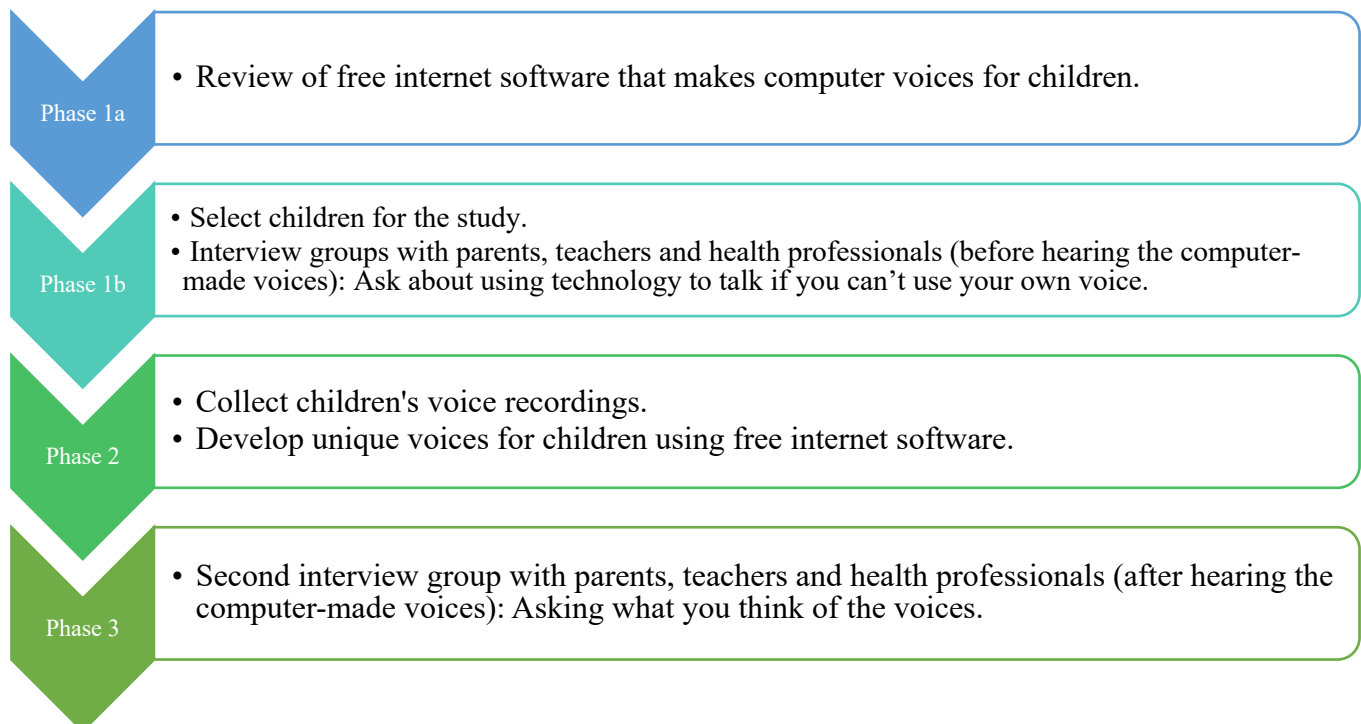 Phase 1a
• Review of free internet software that makes computer voices for children.
Phase 1b
• Select children for the study.
• Interview groups with parents, teachers and health professionals (before hearing the computer-
made voices): Ask about using technology to talk if you can’t use your own voice.
Phase 2
• Collect children's voice recordings.
• Develop unique voices for children using free internet software.
Phase 3
• Second interview group with parents, teachers and health professionals (after hearing the
computer-made voices): Asking what you think of the voices.